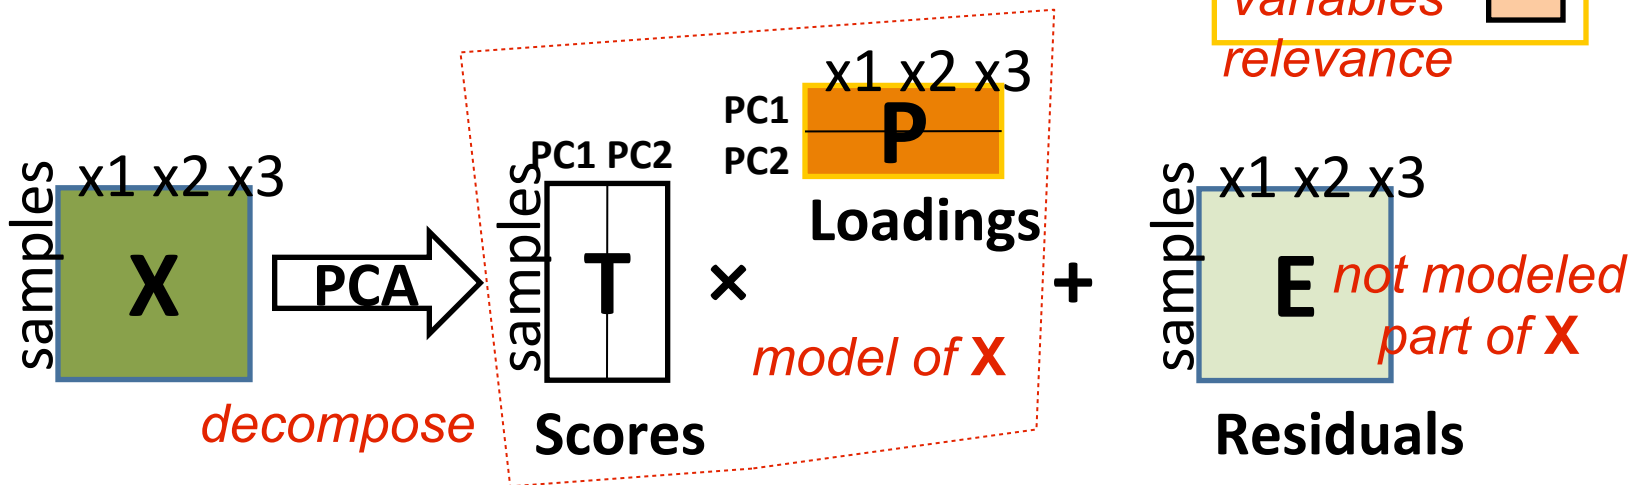 variables
relevance
x1 x2 x3
PC1
PC2
P
Loadings
PC1 PC2
samples
T
Scores
×
model of X
x1 x2 x3
samples
X
PCA
decompose
+
x1 x2 x3
samples
E
not modeled
part of X
Residuals